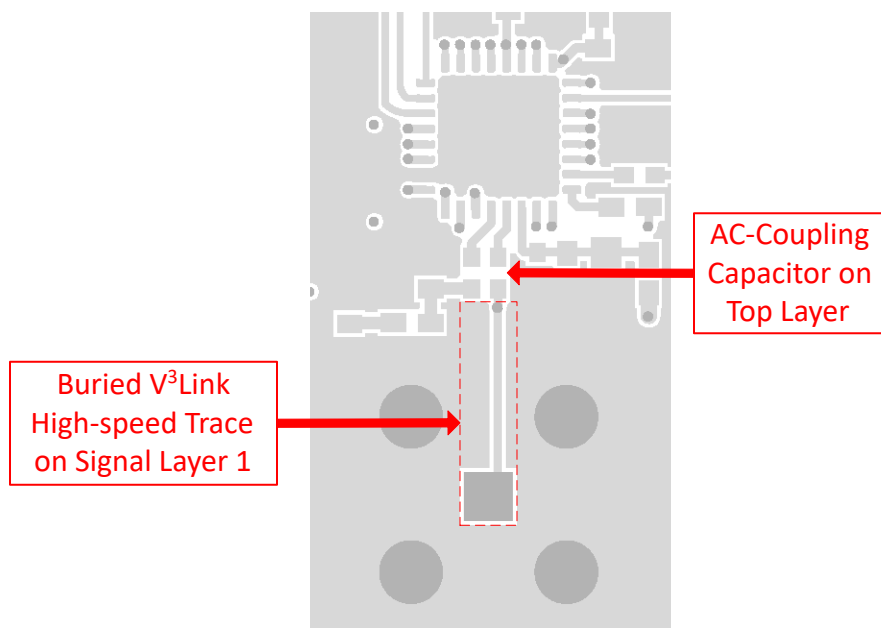 AC-Coupling
Capacitor on
Top Layer
Buried V³Link
High-speed Trace
on Signal Layer 1